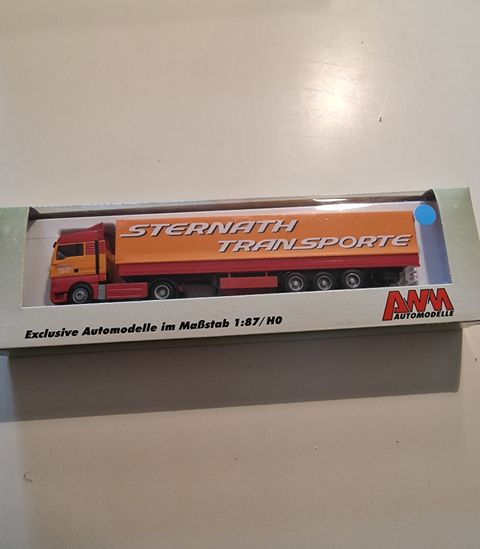 STERNATH
TRANSPORTE
Exclusive Automodelle im Maßstab 1:87/H0
AWM
AUTOMODELLE